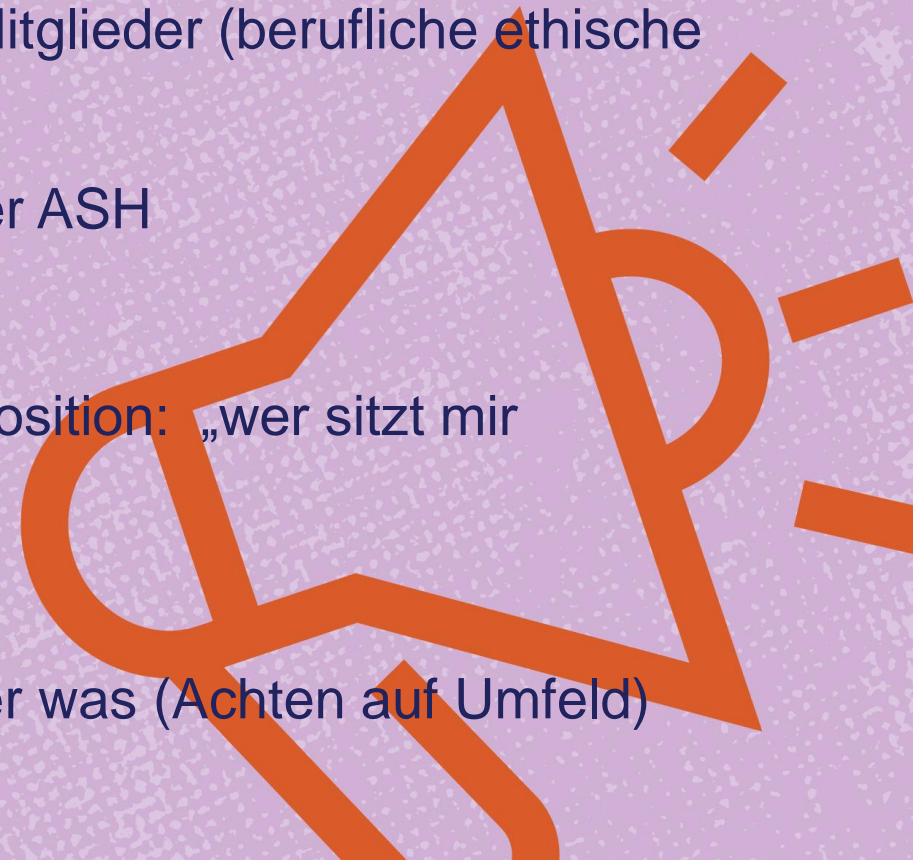 itglieder (berufliche ethische
er ASH
osition: „wer sitzt mir
er was (Achten auf Umfeld)